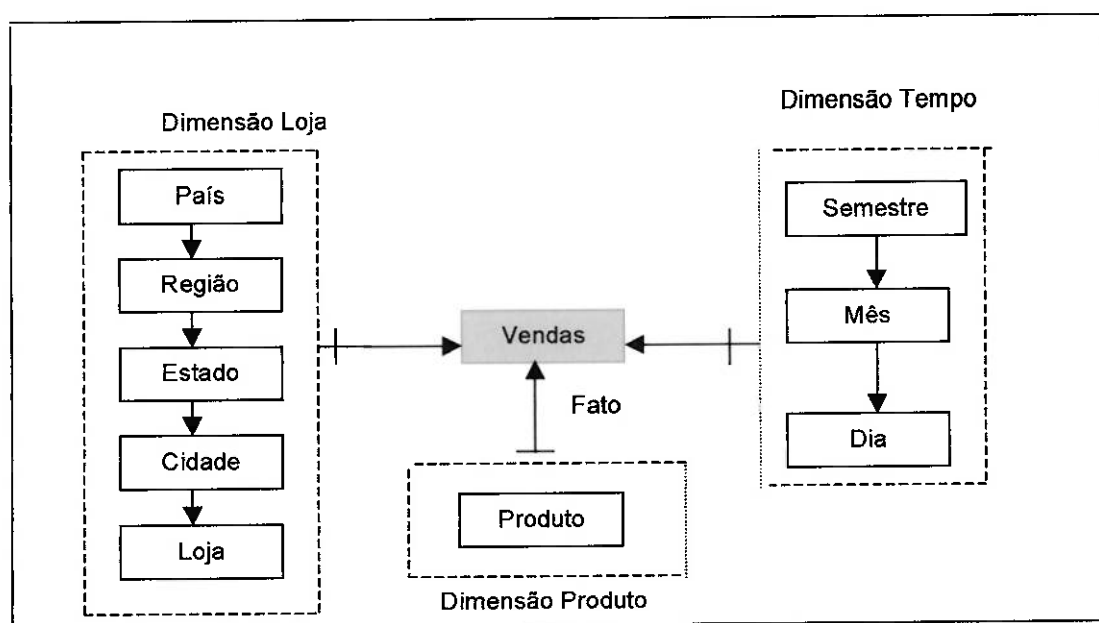 Dimensão Loja
País
Região
Estado
Cidade
Loja
Vendas
Fato
Produto
Dimensão Produto
Dimensão Tempo
Semestre
Mês
Dia